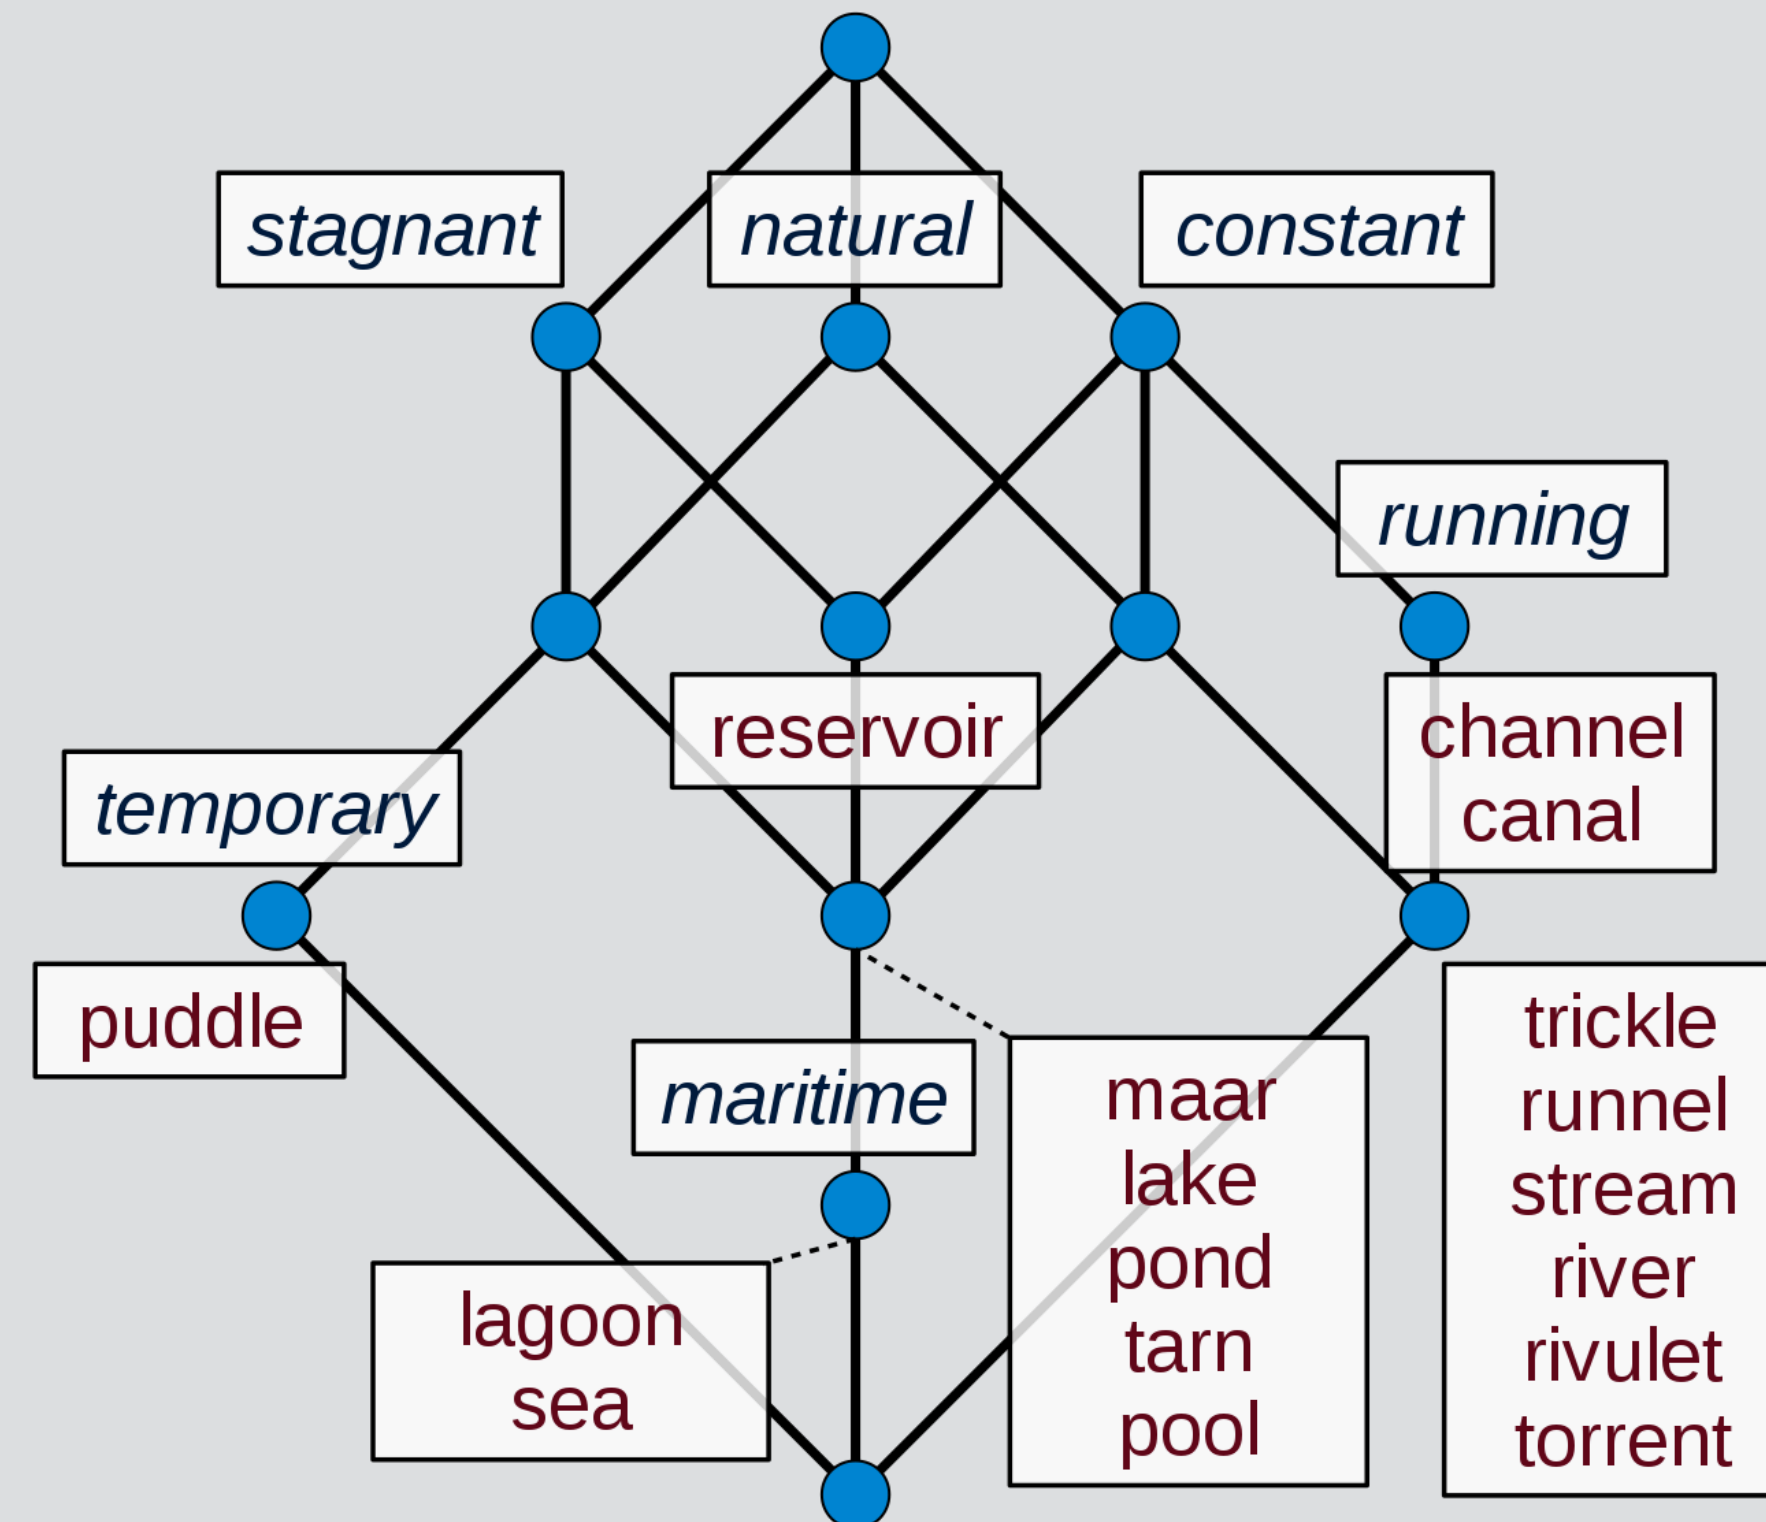 stagnant
natural
constant
running
reservoir
channel
canal
temporary
puddle
maritime
lagoon
sea
maar
lake
pond
tarn
pool
trickle
runnel
stream
river
rivulet
torrent